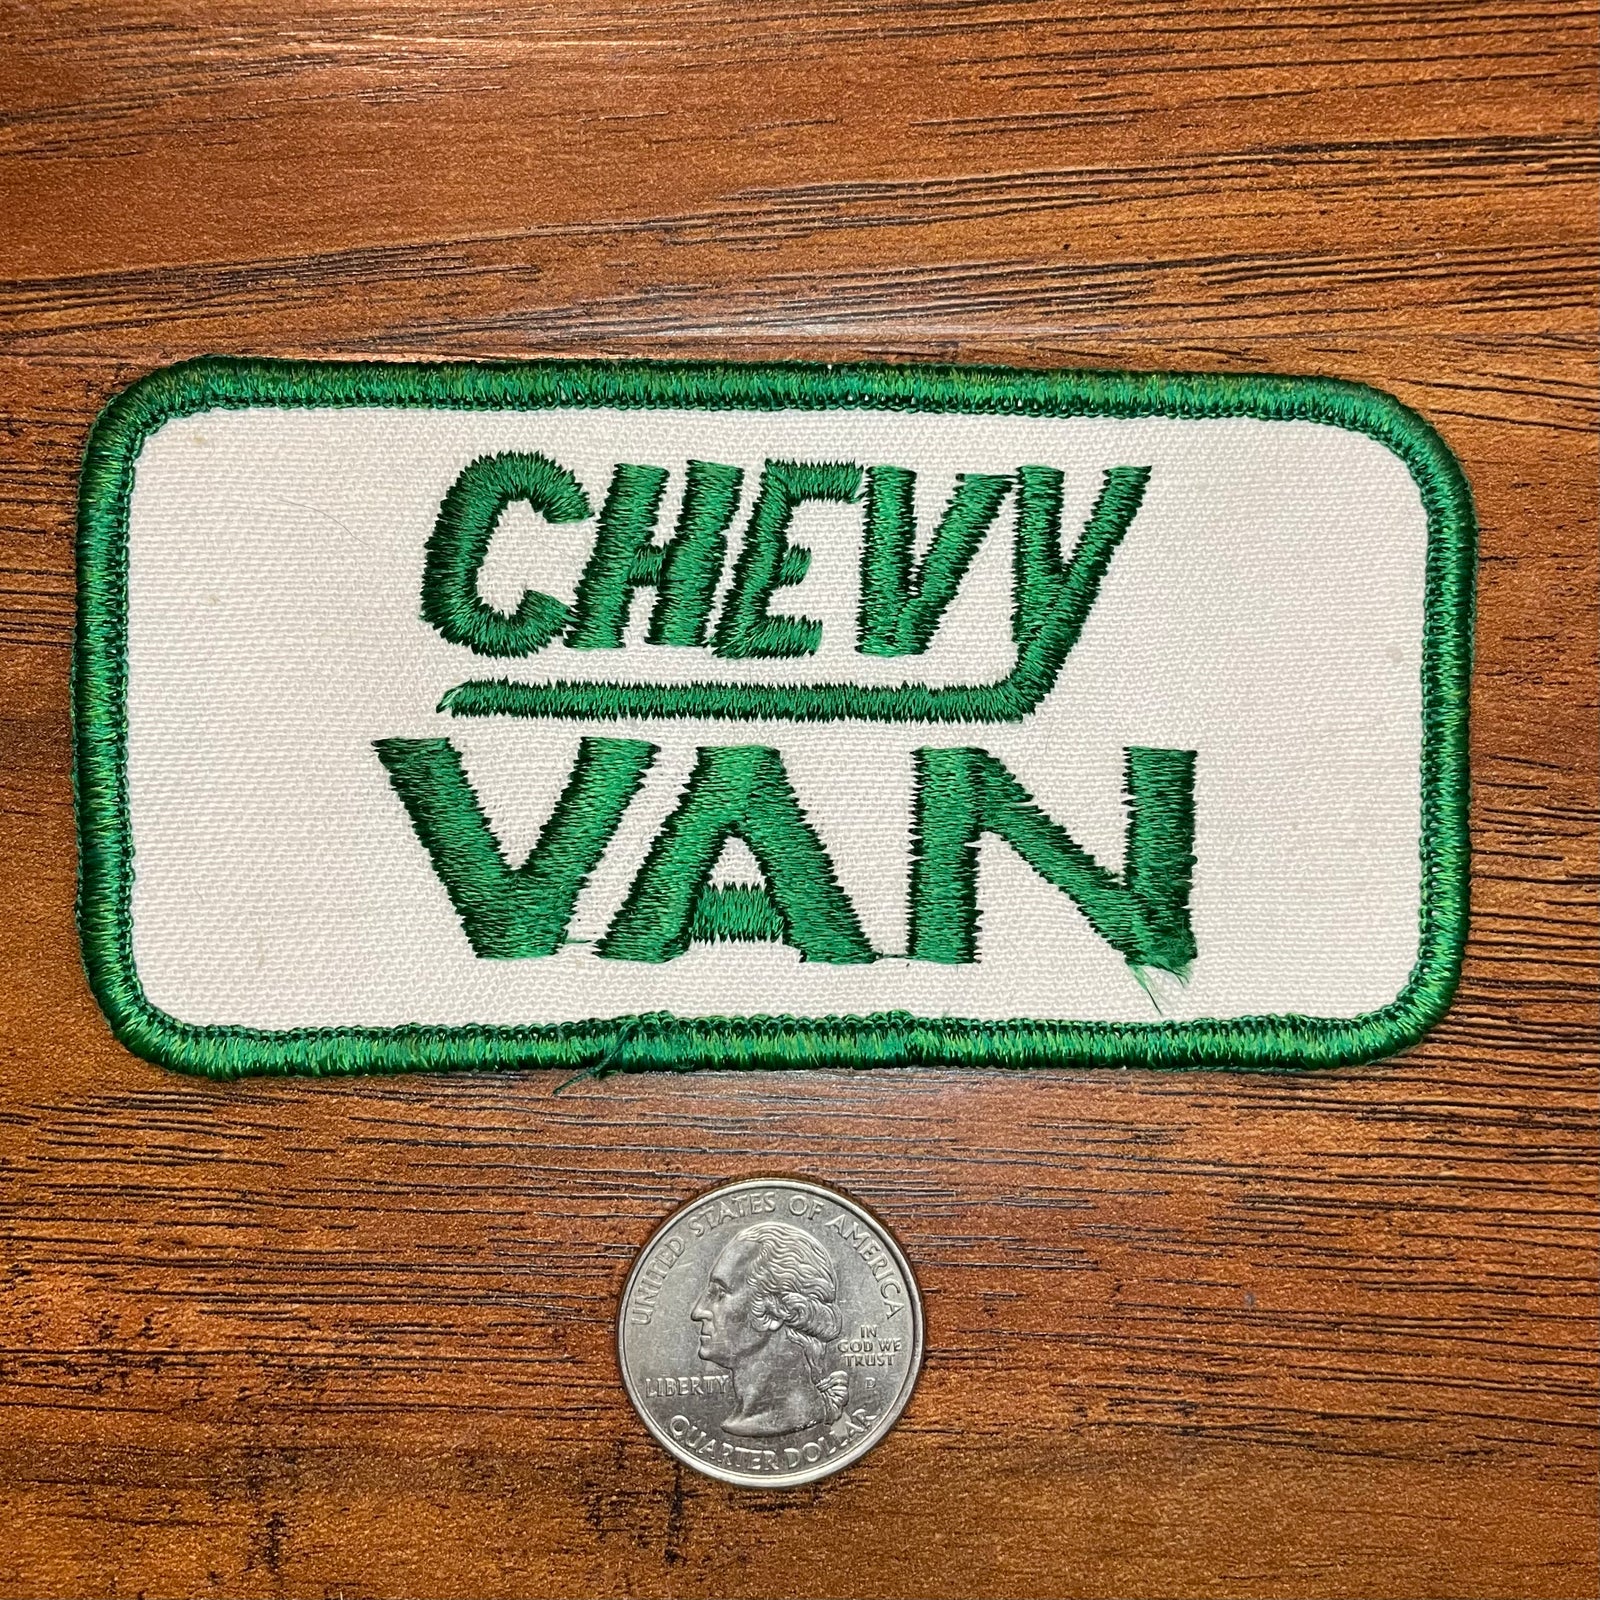 CHEVY
VAN
UNITED STATES OF AMERICA
IN
GOD WE
TRUST
LIBERTY
P
QUARTER DOLLAR